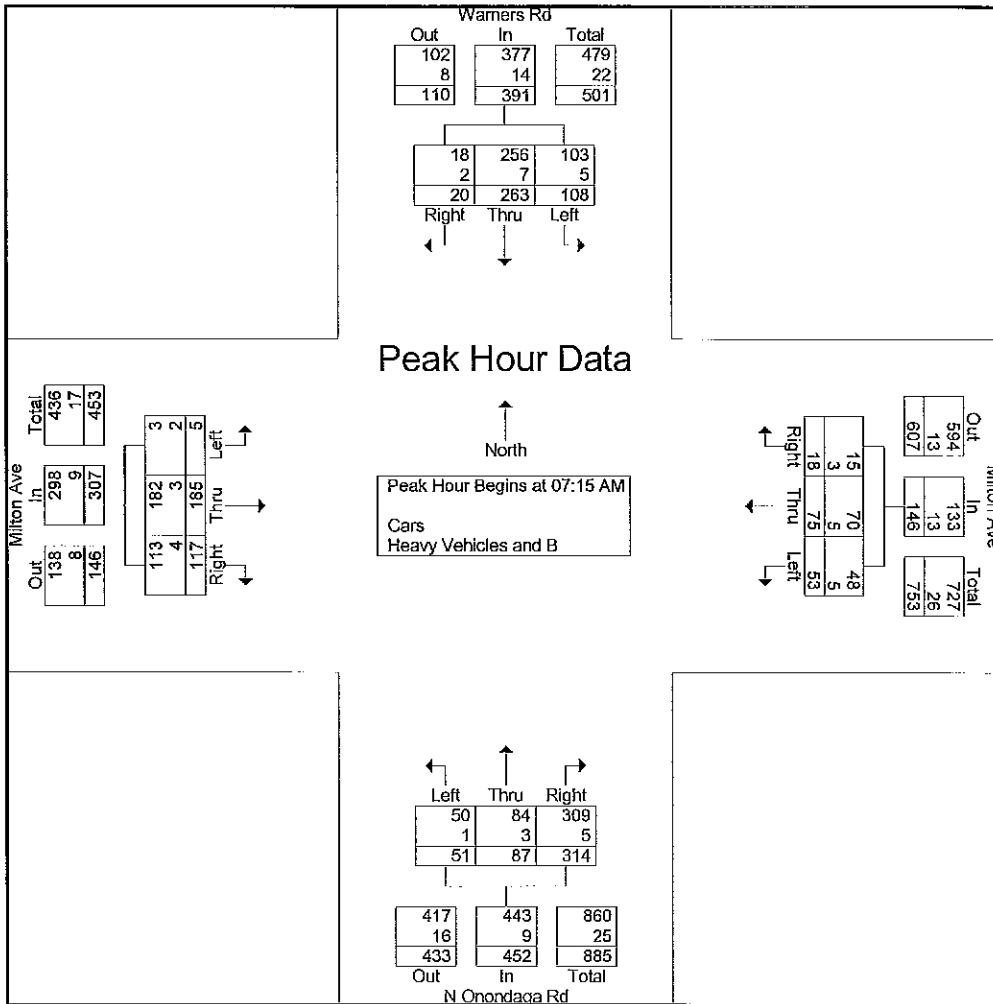 Warners Rd
Out In Total
102 377 479
8 14 22
110 391 501
18 256 103
2 7 5
20 263 108
Right Thru Left
Peak Hour Data
North
Peak Hour Begins at 07:15 AM
Cars
Heavy Vehicles and B
Milton Ave
Total
436
17
453
In
298
9
307
Out
138
8
146
3
2
5
Left
182
3
185
Thru
113
4
117
Right
Right
18
3
15
Thru
75
5
70
Left
53
5
48
Out
607
13
594
In
146
13
133
Total
753
26
727
Milton Ave
Left Thru Right
50 84 309
1 3 5
51 87 314
417 443 860
16 9 25
433 452 885
Out In Total
N Onondaga Rd